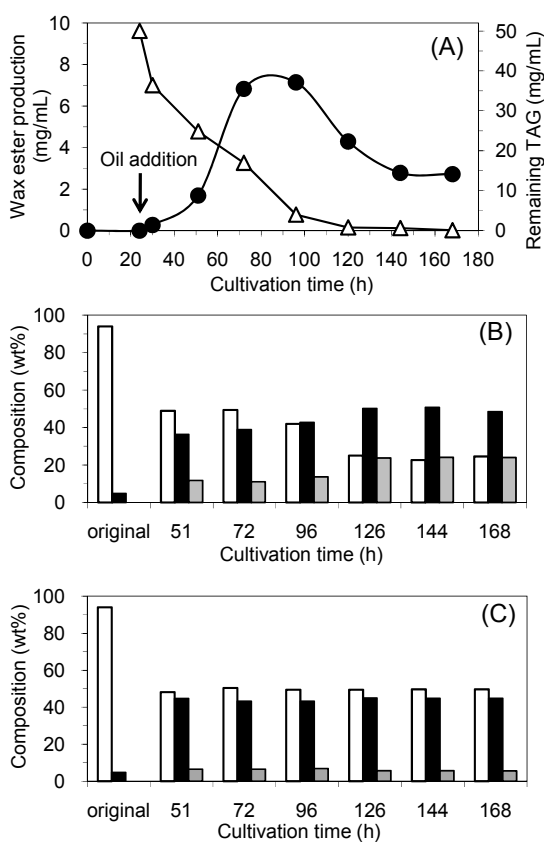 (A)
Wax ester production
(mg/mL)
10
8
6
4
2
0
Oil addition
Remaining TAG (mg/mL)
50
40
30
20
10
0
0 20 40 60 80 100 120 140 160 180
Cultivation time (h)
(B)
Composition (wt%)
100
80
60
40
20
0
original 51 72 96 126 144 168
Cultivation time (h)
(C)
Composition (wt%)
100
80
60
40
20
0
original 51 72 96 126 144 168
Cultivation time (h)